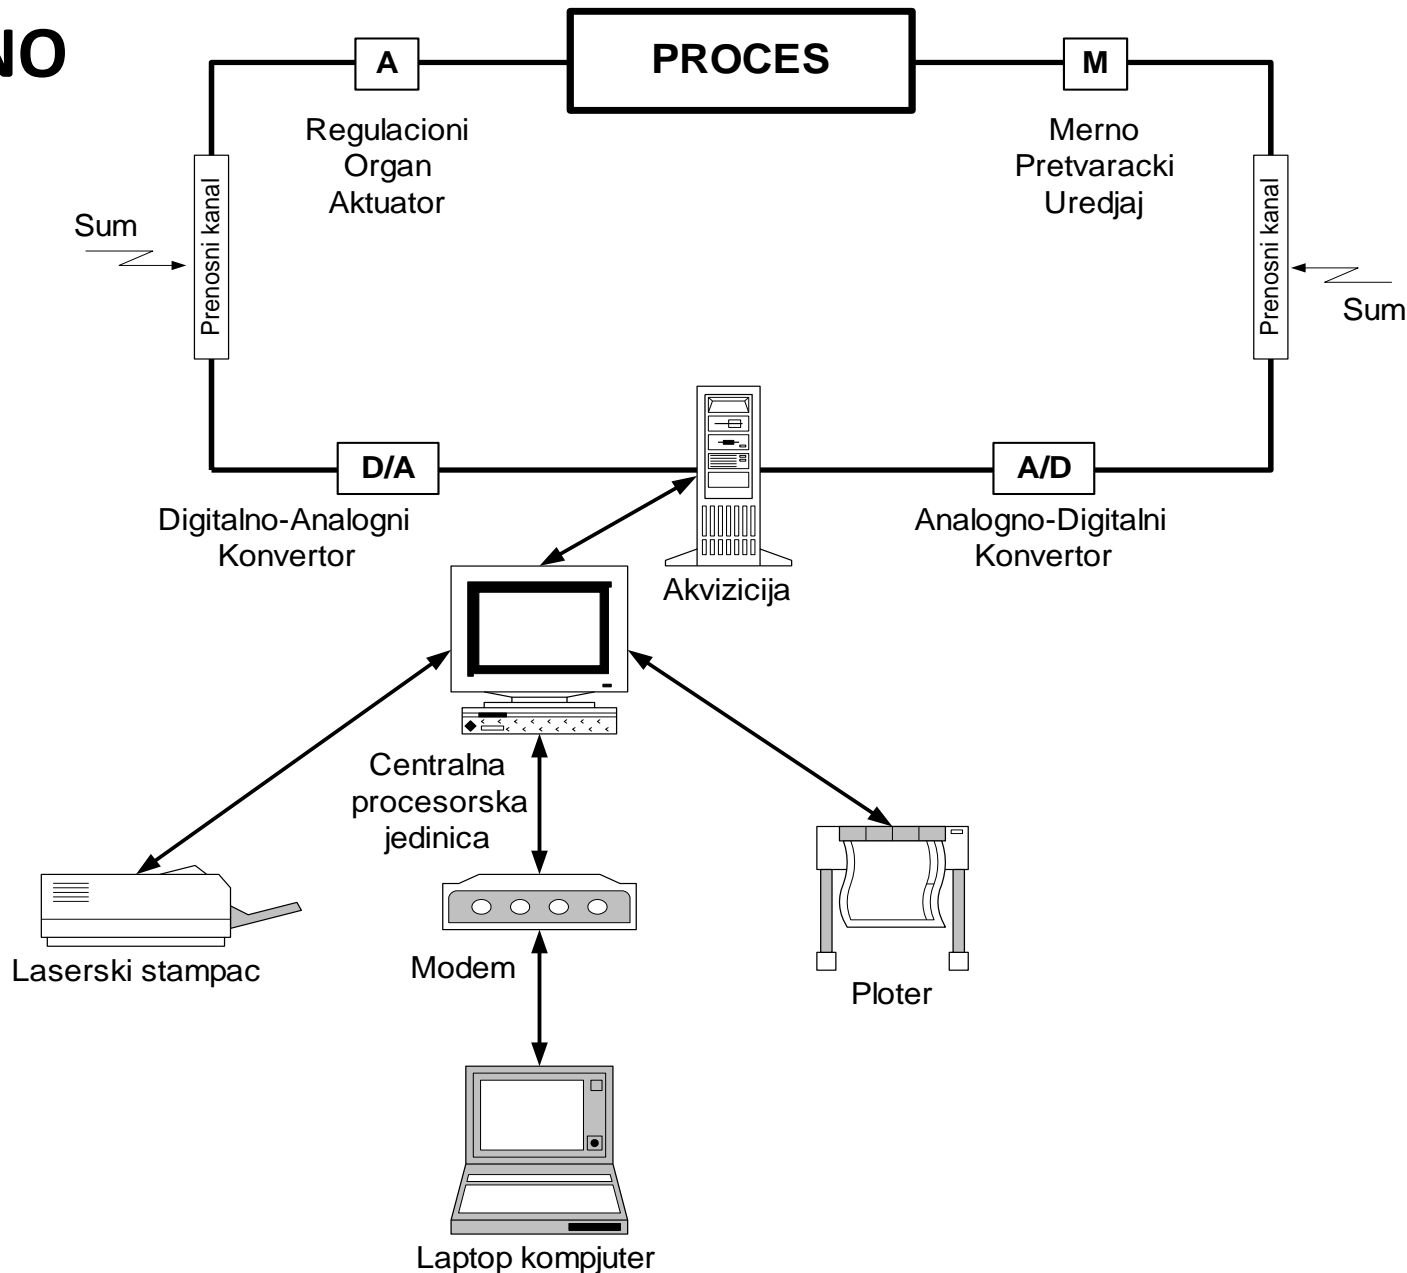 NO
A
PROCES
M
Regulacioni
Organ
Aktuator
Merno
Pretvaracki
Uredjaj
Prenosni kanal
Prenosni kanal
Sum
Sum
D/A
A/D
Digitalno-Analogni
Konvertor
Analogno-Digitalni
Konvertor
Akvizicija
Centralna
procesorska
jedinica
Laserski stampac
Modem
Ploter
Laptop kompjuter